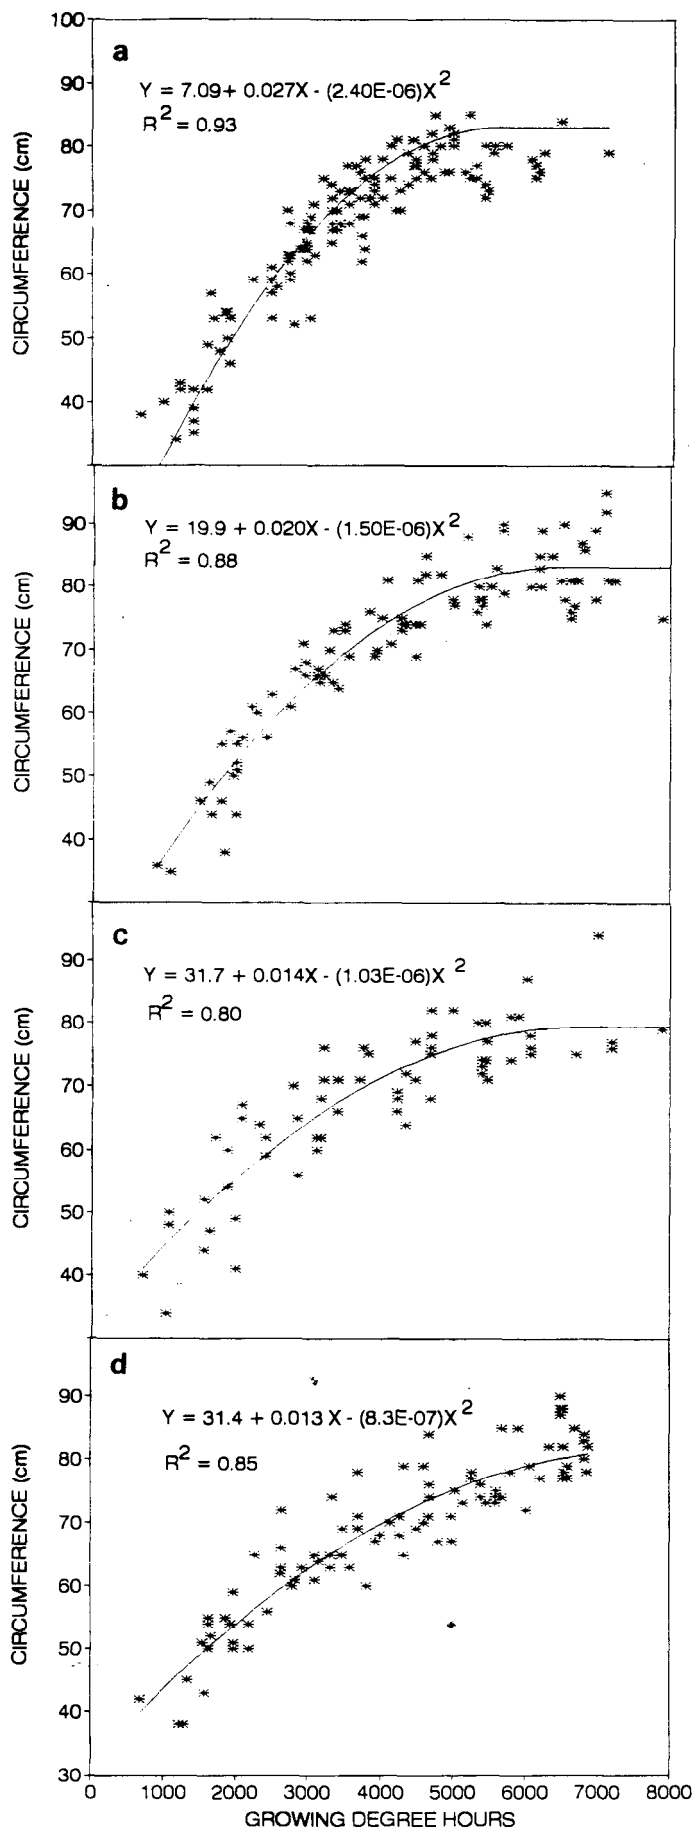 100
a
Y = 7.09+ 0.027X - (2.40E-06)X 2
R2 = 0.93
90
80
70
60
50
40
CIRCUMFERENCE (cm)
b
Y = 19.9 + 0.020X - (1.50E-06)X 2
R2 = 0.88
90
80
70
60
50
40
CIRCUMFERENCE (cm)
c
Y = 31.7 + 0.014X - (1.03E-06)X 2
R2 = 0.80
90
80
70
60
50
40
CIRCUMFERENCE (cm)
d
Y = 31.4 + 0.013 X - (8.3E-07)X 2
R2 = 0.85
90
80
70
60
50
40
30
CIRCUMFERENCE (cm)
0 1000 2000 3000 4000 5000 6000 7000 8000
GROWING DEGREE HOURS